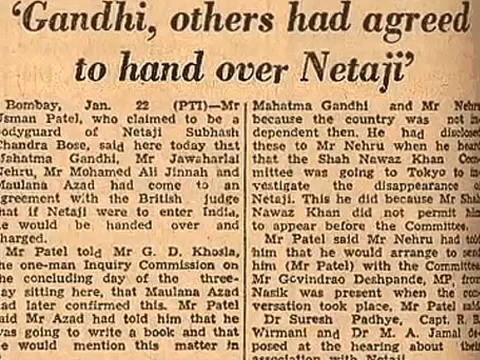 'Gandhi, others had agreed
to hand over Netaji'
Bombay, Jan. 22 (PTI)—Mr
Usman Patel, who claimed to be a
bodyguard of Netaji Subhash
Chandra Bose, said here today that
Mahatma Gandhi, Mr Jawaharlal
Nehru, Mr Mohamed Ali Jinnah and
Maulana Azad had come to an
agreement with the British judge
that if Netaji were to enter India,
he would be handed over and
charged.
Mr Patel told Mr G. D. Khosla,
the one-man Inquiry Commission on
the concluding day of the three-
day sitting here, that Maulana Azad
had later confirmed this. Mr Patel
said Mr Azad had told him that he
was going to write a book and that
he would mention this matter in
Mahatma Gandhi and Mr Nehru
because the country was not in
dependent then. He had disclosed
these to Mr Nehru when he heard
that the Shah Nawaz Khan Com
mittee was going to Tokyo to in
vestigate the disappearance of
Netaji. This he did because Mr Shah
Nawaz Khan did not permit him
to appear before the Committee.
Mr Patel said Mr Nehru had told
him that he would arrange to send
him (Mr Patel) with the Committee.
Mr Govindrao Deshpande, MP, from
Nasik was present when the con
versation took place, Mr Patel said.
Dr Suresh Padhye, Capt. R. B.
Wirmani and Dr M. A. Jamal de
posed at the hearing about their
association with Netaji